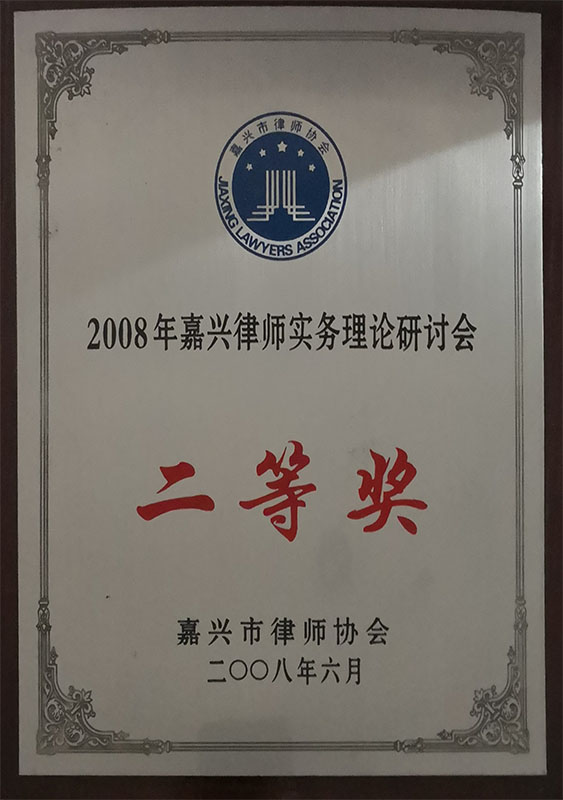 嘉兴市律师协会
JIAXING LAWYERS ASSOCIATION
2008年嘉兴律师实务理论研讨会
二等奖
嘉兴市律师协会
二〇〇八年六月